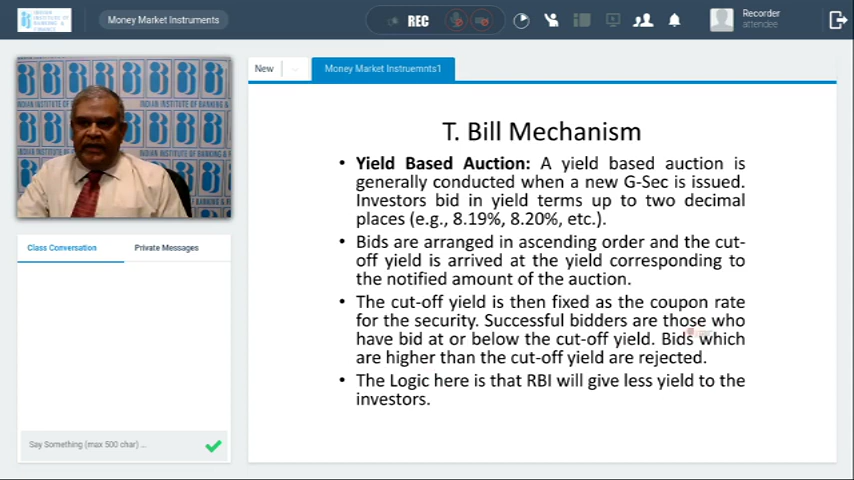 Money Market Instruments
REC
Recorder
attendee
New
Money Market Instruemnts1
T. Bill Mechanism
• Yield Based Auction: A yield based auction is
generally conducted when a new G-Sec is issued.
Investors bid in yield terms up to two decimal
places (e.g., 8.19%, 8.20%, etc.).
• Bids are arranged in ascending order and the cut-
off yield is arrived at the yield corresponding to
the notified amount of the auction.
• The cut-off yield is then fixed as the coupon rate
for the security. Successful bidders are those who
have bid at or below the cut-off yield. Bids which
are higher than the cut-off yield are rejected.
• The Logic here is that RBI will give less yield to the
investors.
INDIAN INSTITUTE OF BANKING &
Class Conversation
Private Messages
Say Something (max 500 char) ...